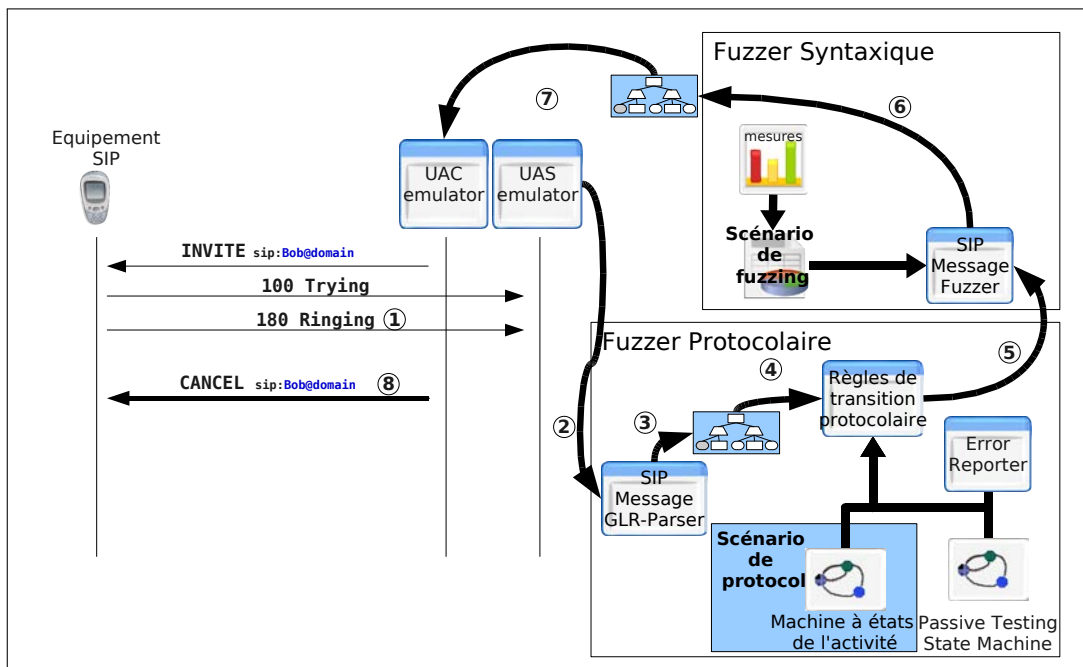 Fuzzer Syntaxique
⑦
⑥
mesures
Equipement
SIP
UAC
emulator
UAS
emulator
Scénario
de
fuzzing
SIP
Message
Fuzzer
INVITE sip:Bob@domain
100 Trying
180 Ringing ①
CANCEL sip:Bob@domain ⑧
Fuzzer Protocolaire
⑤
④
③
②
Règles de
transition
protocolaire
Error
Reporter
SIP
Message
GLR-Parser
Scénario
de
protocol
Machine à états
de l'activité
Passive Testing
State Machine